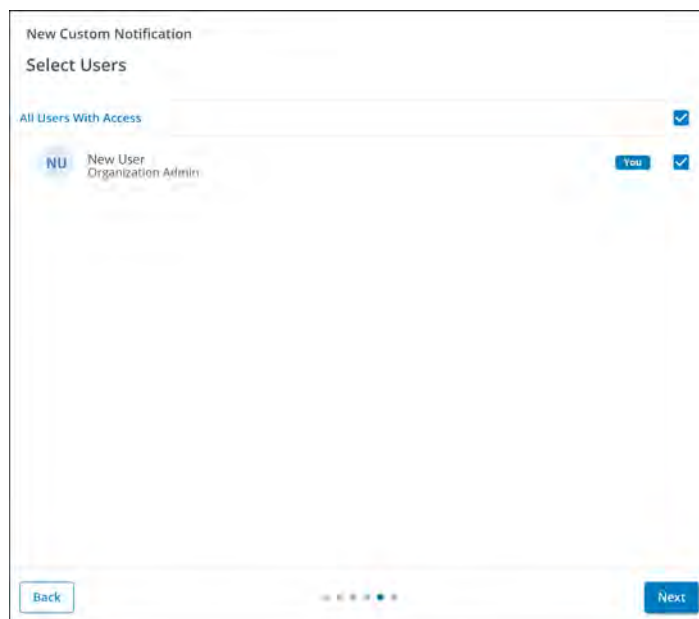 New Custom Notification
Select Users
All Users With Access
NU
New User
You
Organization Admin
Back
Next